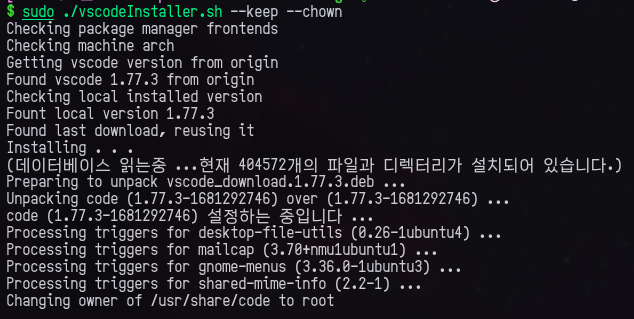 $ sudo ./vscodeInstaller.sh --keep --chown
Checking package manager frontends
Checking machine arch
Getting vscode version from origin
Found vscode 1.77.3 from origin
Checking local installed version
Fount local version 1.77.3
Found last download, reusing it
Installing . . .
(데이터베이스 읽는중 ...현재 404572개의 파일과 디렉터리가 설치되어 있습니다.)
Preparing to unpack vscode_download.1.77.3.deb ...
Unpacking code (1.77.3-1681292746) over (1.77.3-1681292746) ...
code (1.77.3-1681292746) 설정하는 중입니다 ...
Processing triggers for desktop-file-utils (0.26-1ubuntu4) ...
Processing triggers for mailcap (3.70+nmu1ubuntu1) ...
Processing triggers for gnome-menus (3.36.0-1ubuntu3) ...
Processing triggers for shared-mime-info (2.2-1) ...
Changing owner of /usr/share/code to root